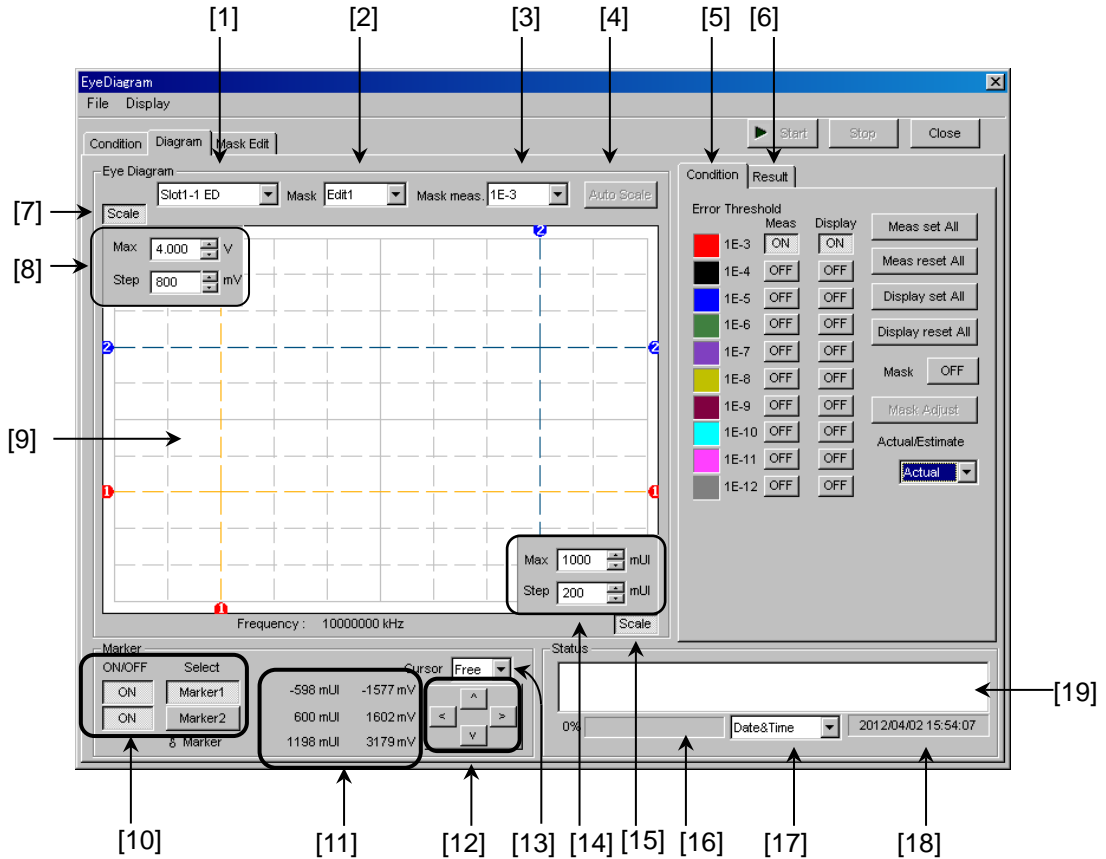 [1] [2] [3] [4] [5] [6]
EyeDiagram
File Display
Start Stop Close
Condition Diagram Mask Edit
Eye Diagram
Slot1-1 ED Mask Edit1 Mask meas. 1E-3 Auto Scale
Condition Result
[7] Scale
[8] Max 4.000 V
Step 800 mV
2
2 2
[9]
1 1
1
Max 1000 mUI
Step 200 mUI
Frequency : 10000000 kHz
Scale
Error Threshold
Meas Display
1E-3 ON ON
1E-4 OFF OFF
1E-5 OFF OFF
1E-6 OFF OFF
1E-7 OFF OFF
1E-8 OFF OFF
1E-9 OFF OFF
1E-10 OFF OFF
1E-11 OFF OFF
1E-12 OFF OFF
Meas set All
Meas reset All
Display set All
Display reset All
Mask OFF
Mask Adjust
Actual/Estimate
Actual
Marker
ON/OFF Select
Cursor Free
ON Marker1 -598 mUI -1577 mV
ON Marker2 600 mUI 1602 mV
δ Marker 1198 mUI 3179 mV
^
< >
v
Status
[19]
0% Date&Time 2012/04/02 15:54:07
[10] [11] [12] [13] [14] [15] [16] [17] [18]